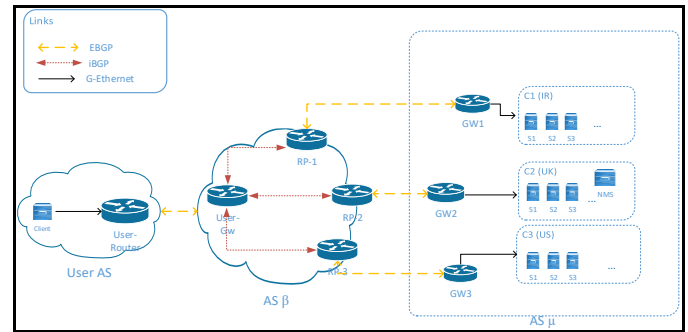 Links
EBGP
iBGP
G-Ethernet
C1 (IR)
S1 S2 S3 ...
GW1
RP-1
C2 (UK)
NMS
S1 S2 S3 ...
GW2
RP-2
User-
Gw
Client
User-
Router
C3 (US)
S1 S2 S3 ...
GW3
RP-3
User AS
AS β
AS μ